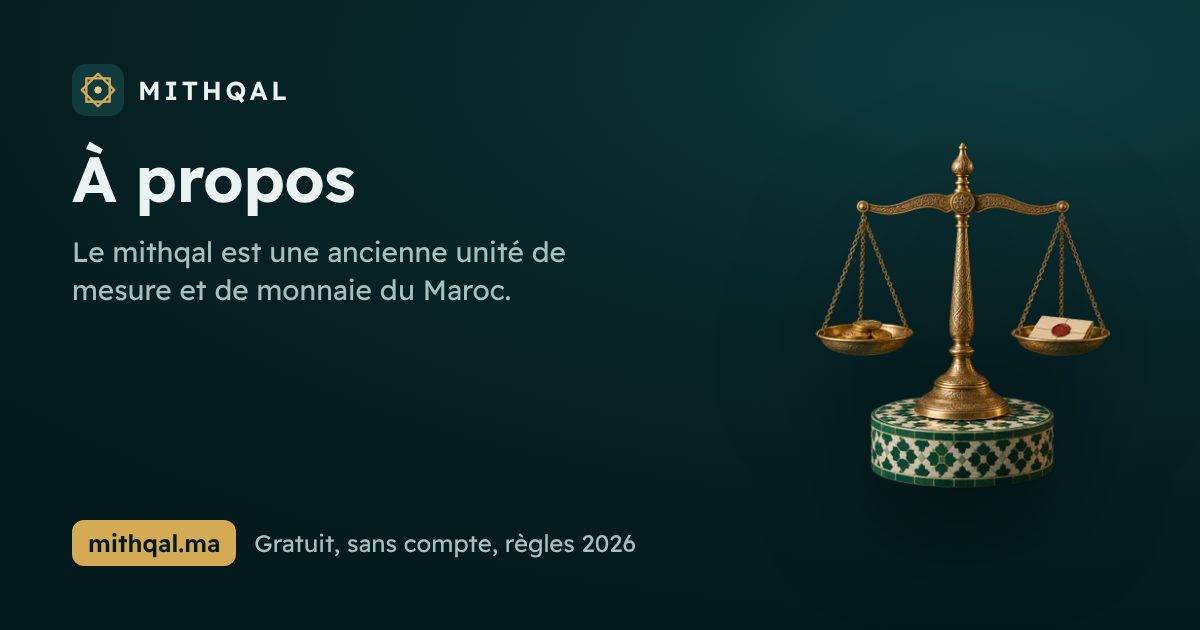 MITHQAL
À propos
Le mithqal est une ancienne unité de
mesure et de monnaie du Maroc.
mithqal.ma
Gratuit, sans compte, règles 2026